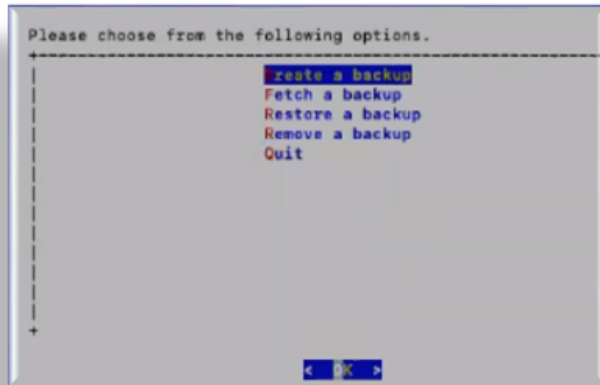 Please choose from the following options.
Create a backup
Fetch a backup
Restore a backup
Remove a backup
Quit
< OK >